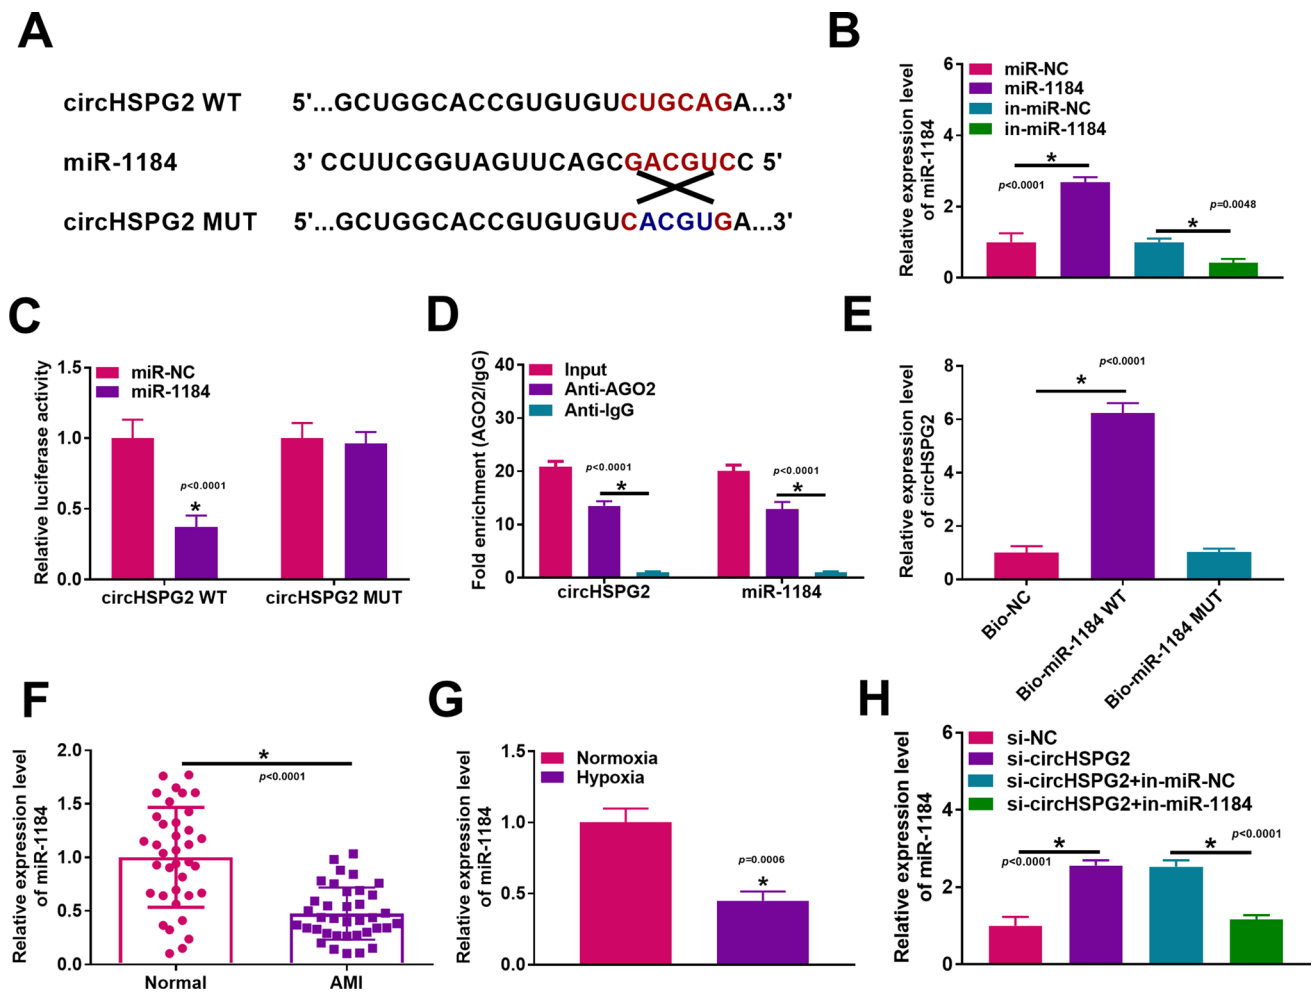 A
circHSPG2 WT 5'...GCUGGCACCGUGUGUCUGCAGA...3'
miR-1184 3' CCUUCGGUAGUUCAGCGACGUCC 5'
circHSPG2 MUT 5'...GCUGGCACCGUGUGUCACGUGA...3'
B
Relative expression level
of miR-1184
6
4
2
0
miR-NC
miR-1184
in-miR-NC
in-miR-1184
*
p<0.0001
p=0.0048
*
C
Relative luciferase activity
1.5
1.0
0.5
0.0
miR-NC
miR-1184
p<0.0001
*
circHSPG2 WT circHSPG2 MUT
D
Fold enrichment (AGO2/IgG)
40
30
20
10
0
Input
Anti-AGO2
Anti-IgG
p<0.0001 p<0.0001
* *
circHSPG2 miR-1184
E
Relative expression level
of circHSPG2
8
6
4
2
0
p<0.0001
*
Bio-NC
Bio-miR-1184 WT
Bio-miR-1184 MUT
F
Relative expression level
of miR-1184
2.0
1.5
1.0
0.5
0.0
*
p<0.0001
Normal AMI
G
Relative expression level
of miR-1184
1.5
1.0
0.5
0.0
Normoxia
Hypoxia
p=0.0006
*
H
Relative expression level
of miR-1184
6
4
2
0
si-NC
si-circHSPG2
si-circHSPG2+in-miR-NC
si-circHSPG2+in-miR-1184
p<0.0001
* *
p<0.0001